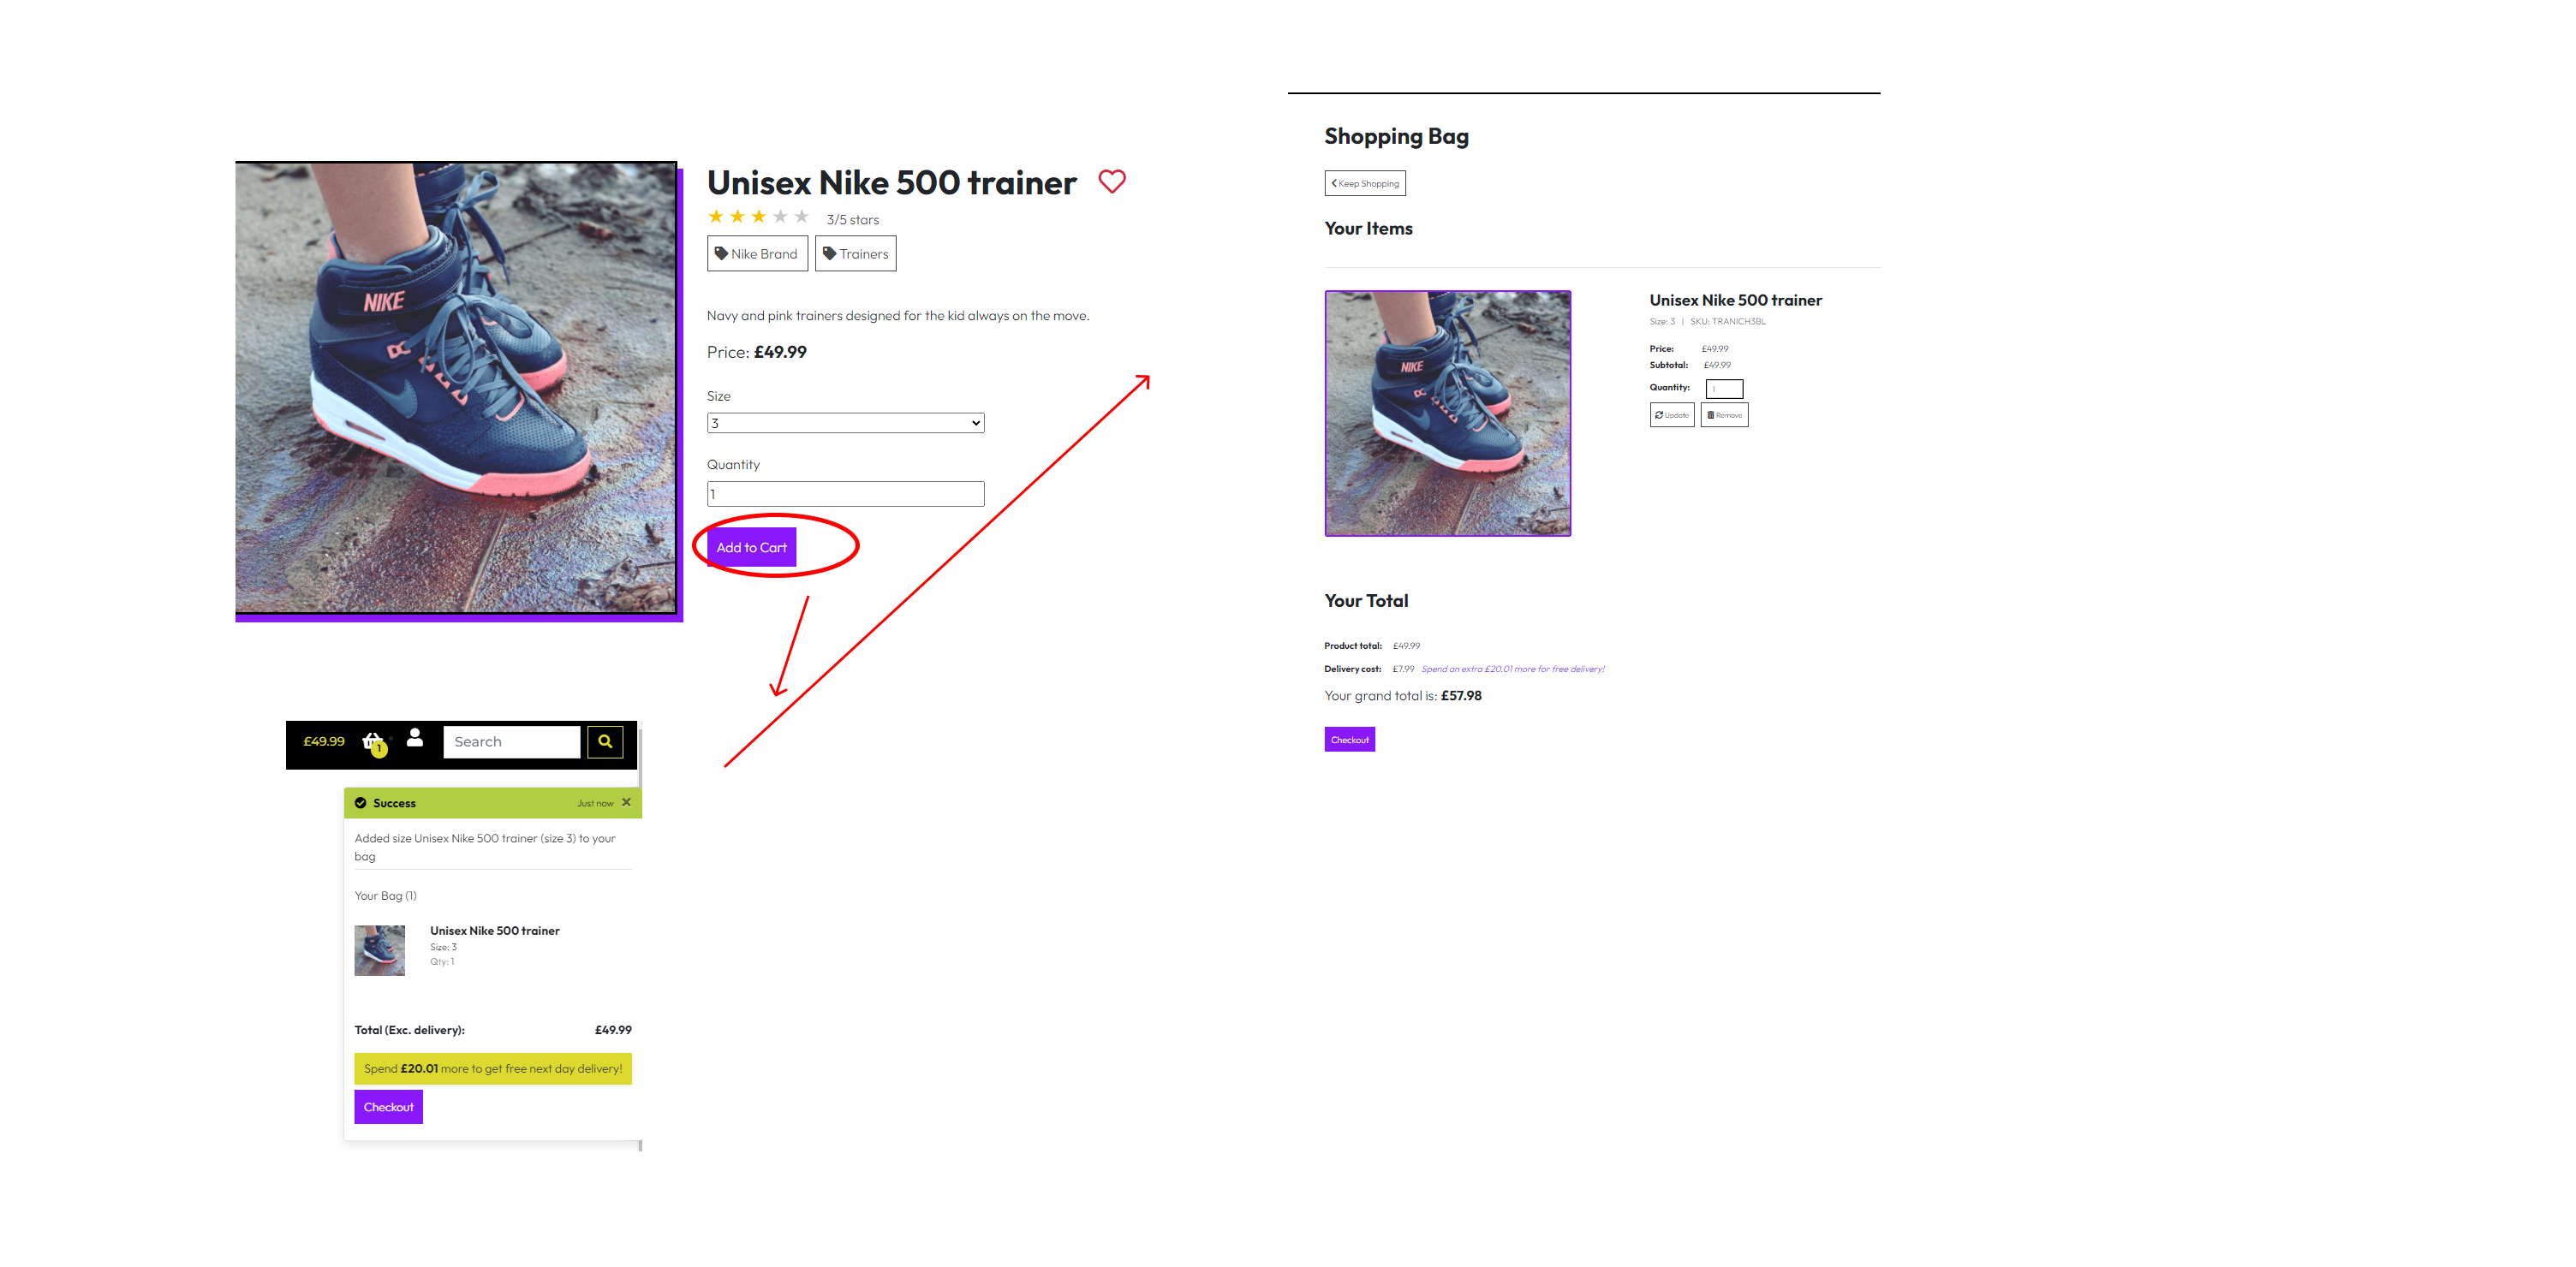 Unisex Nike 500 trainer
3/5 stars
Nike Brand
Trainers
Navy and pink trainers designed for the kid always on the move.
Price: £49.99
Size
3
Quantity
1
Add to Cart
NIKE
£49.99
1
Search
Success
Just now
Added size Unisex Nike 500 trainer (size 3) to your
bag
Your Bag (1)
Unisex Nike 500 trainer
Size: 3
Qty: 1
Total (Exc. delivery): £49.99
Spend £20.01 more to get free next day delivery!
Checkout
Shopping Bag
Keep Shopping
Your Items
NIKE
Unisex Nike 500 trainer
Size: 3 | SKU: TRANICH3BL
Price: £49.99
Subtotal: £49.99
Quantity: 1
Update
Remove
Your Total
Product total: £49.99
Delivery cost: £7.99 Spend an extra £20.01 more for free delivery!
Your grand total is: £57.98
Checkout